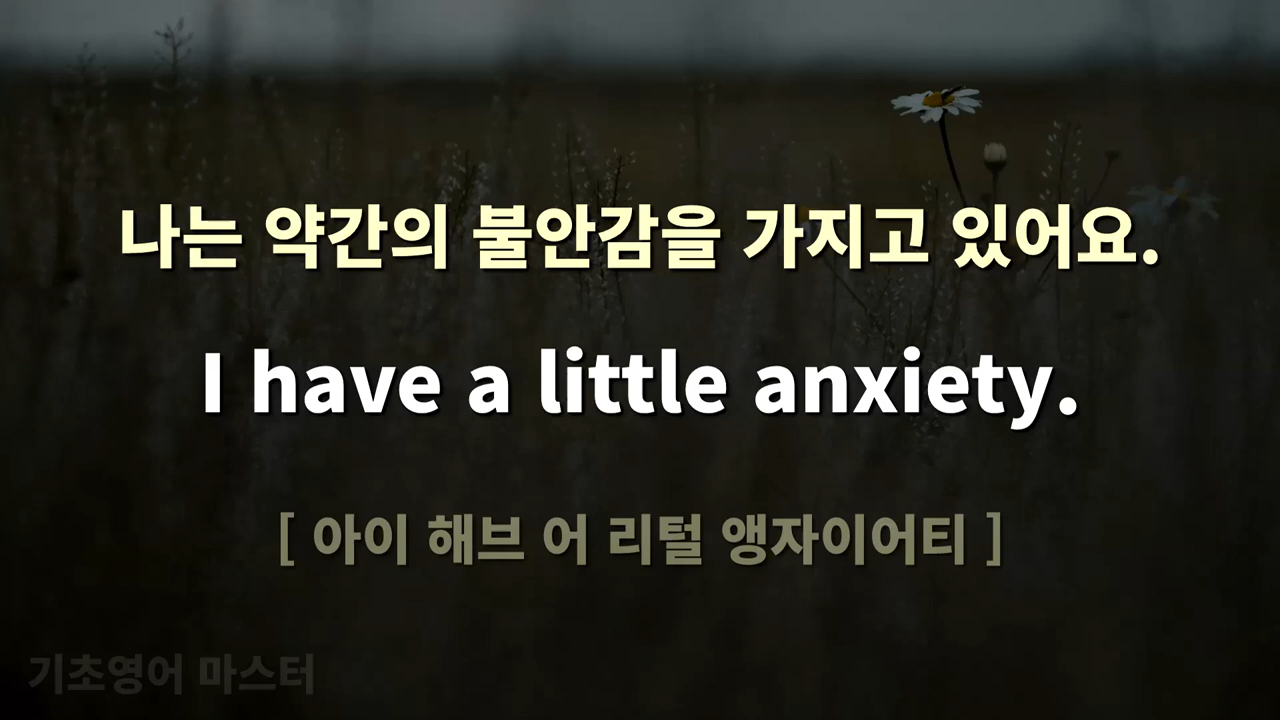 나는 약간의 불안감을 가지고 있어요.
I have a little anxiety.
[ 아이 해브 어 리털 앵자이어티 ]
기초영어 마스터